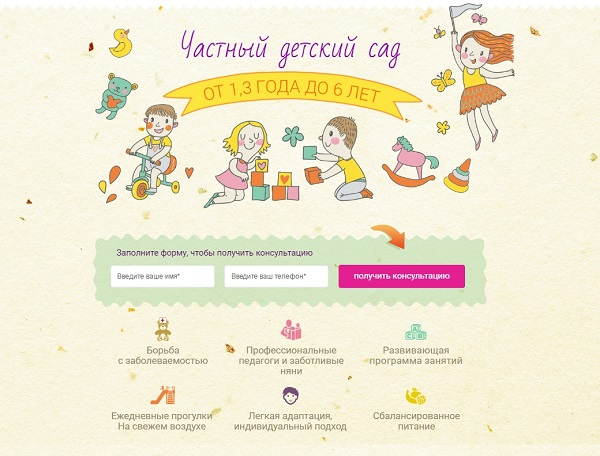 Частный детский сад
ОТ 1,3 ГОДА ДО 6 ЛЕТ
Заполните форму, чтобы получить консультацию
Введите ваше имя*
Введите ваш телефон*
получить консультацию
Борьба
с заболеваемостью
Профессиональные
педагоги и заботливые
няни
Развивающая
программа занятий
Ежедневные прогулки
На свежем воздухе
Легкая адаптация,
индивидуальный подход
Сбалансированное
питание